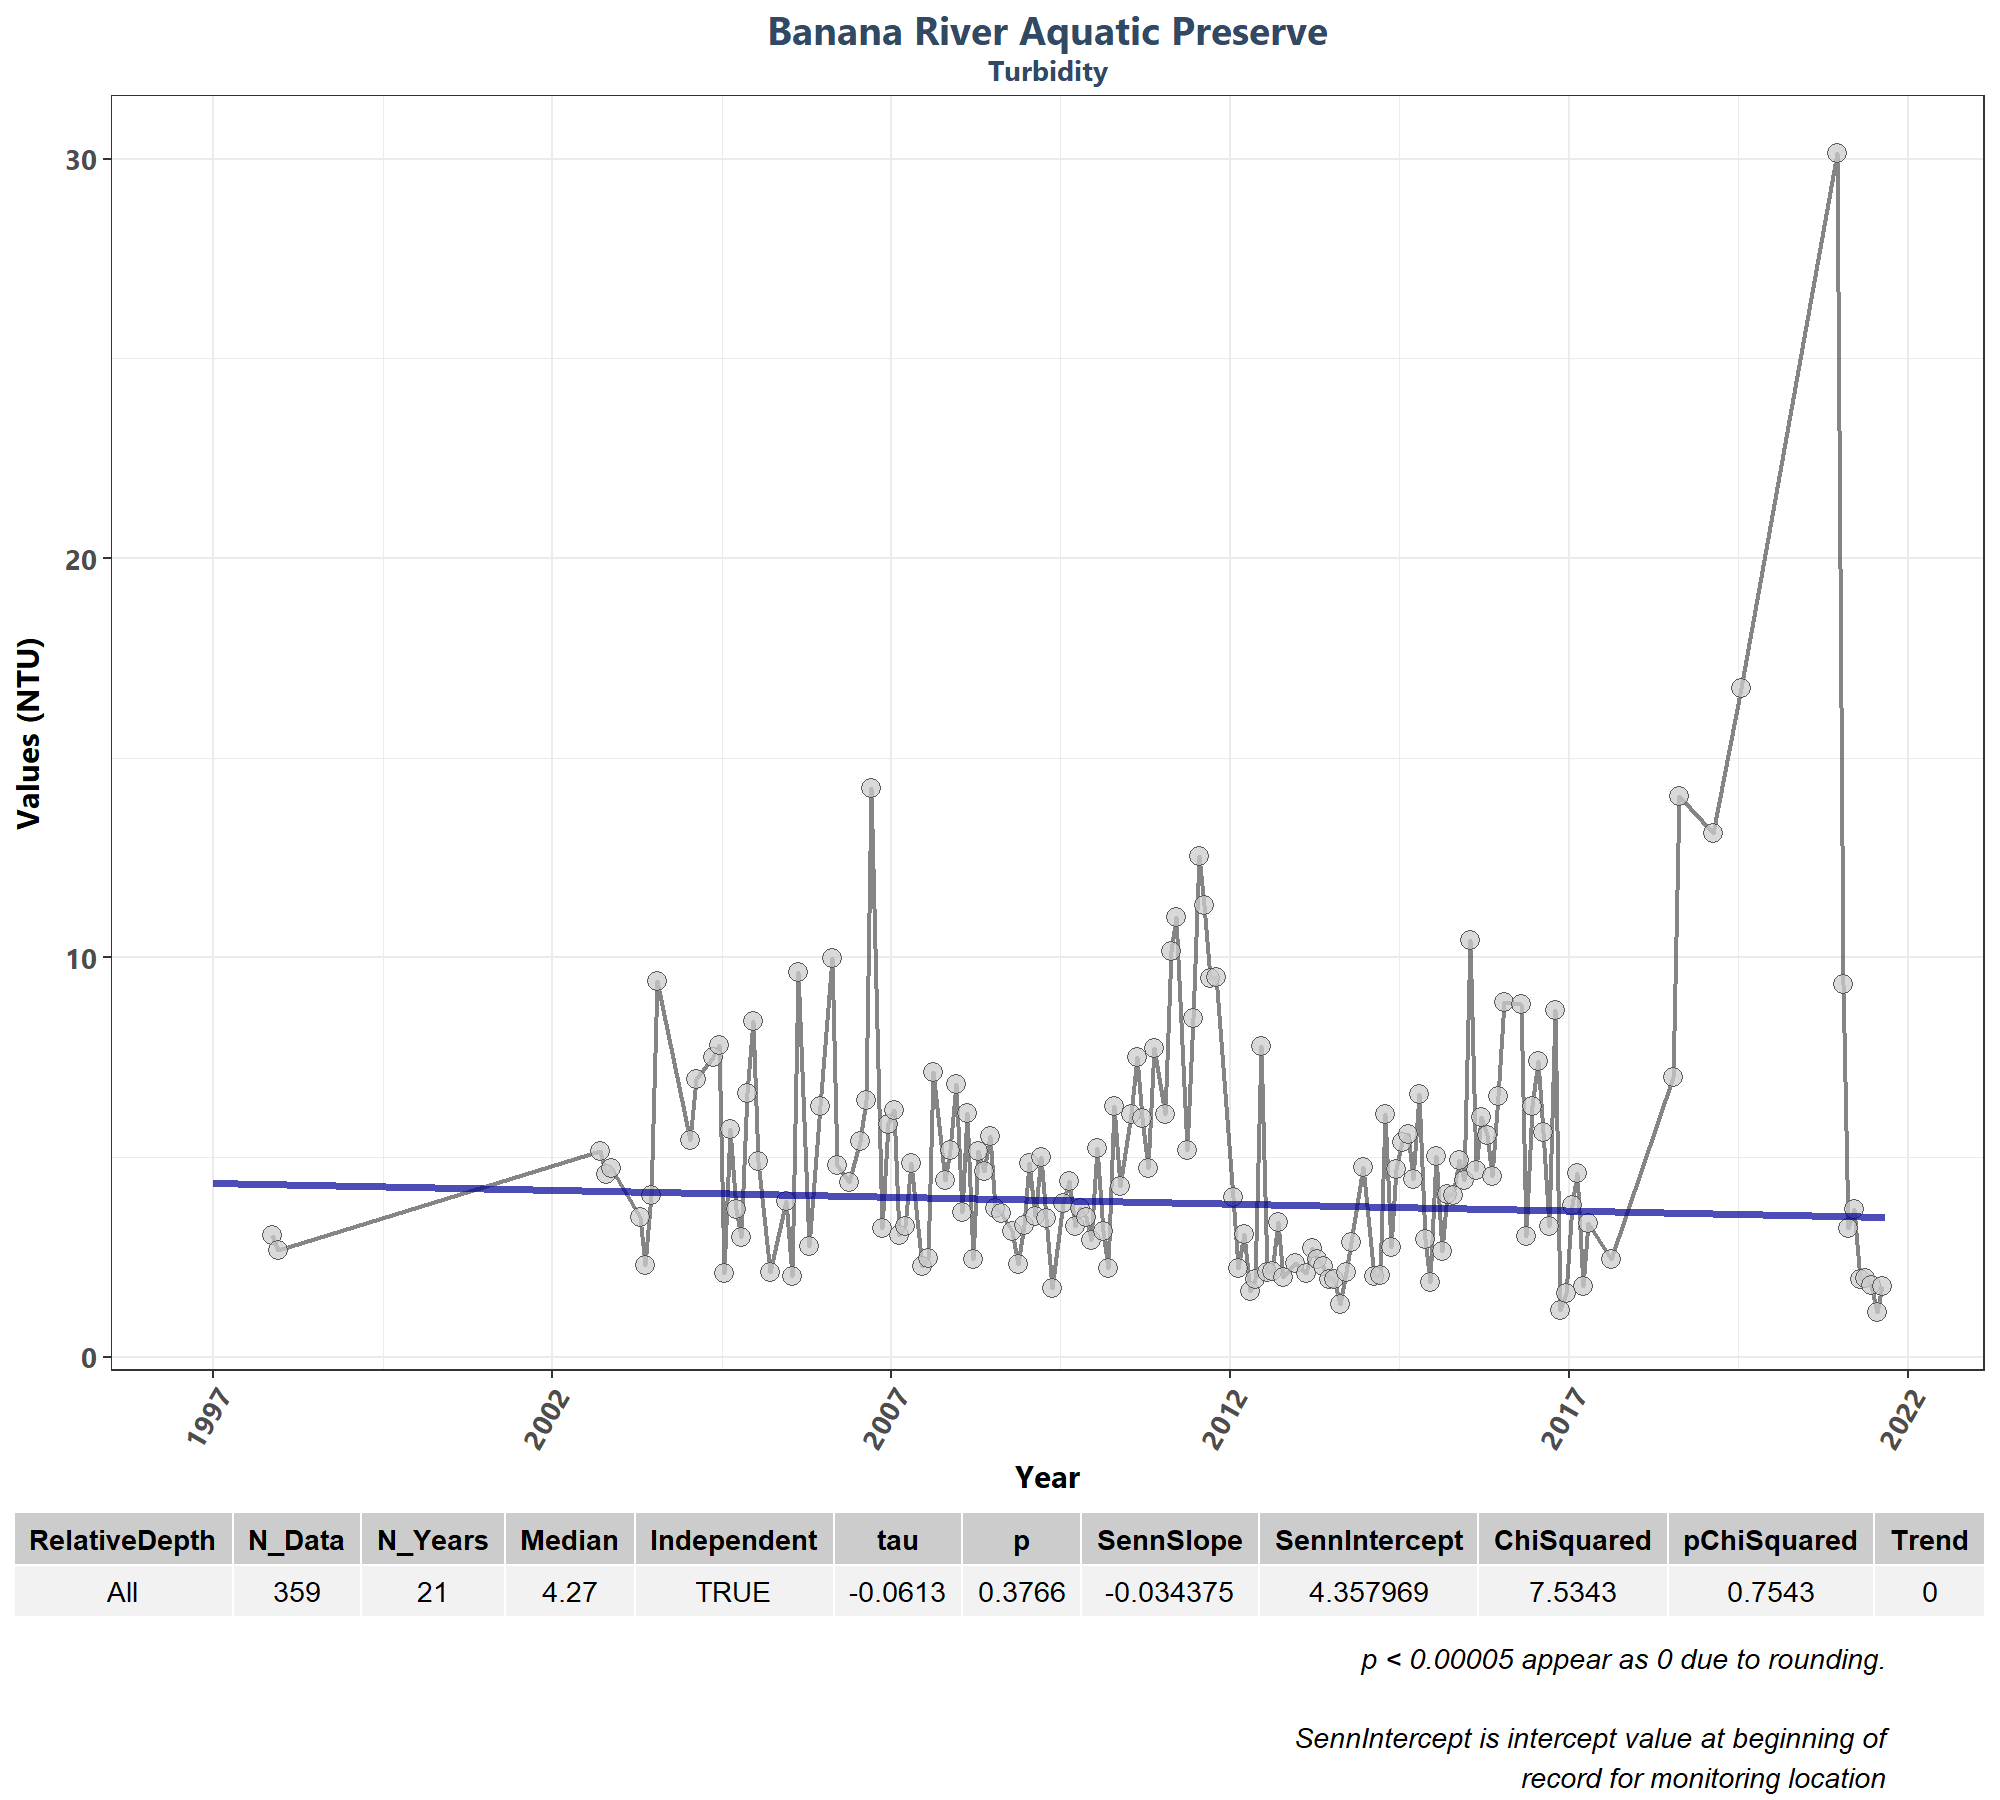 Banana River Aquatic Preserve
Turbidity
Values (NTU)
30
20
10
0
1997
2002
2007
2012
2017
2022
Year
RelativeDepth N_Data N_Years Median Independent tau p SennSlope SennIntercept ChiSquared pChiSquared Trend
All 359 21 4.27 TRUE -0.0613 0.3766 -0.034375 4.357969 7.5343 0.7543 0
p < 0.00005 appear as 0 due to rounding.
SennIntercept is intercept value at beginning of
record for monitoring location